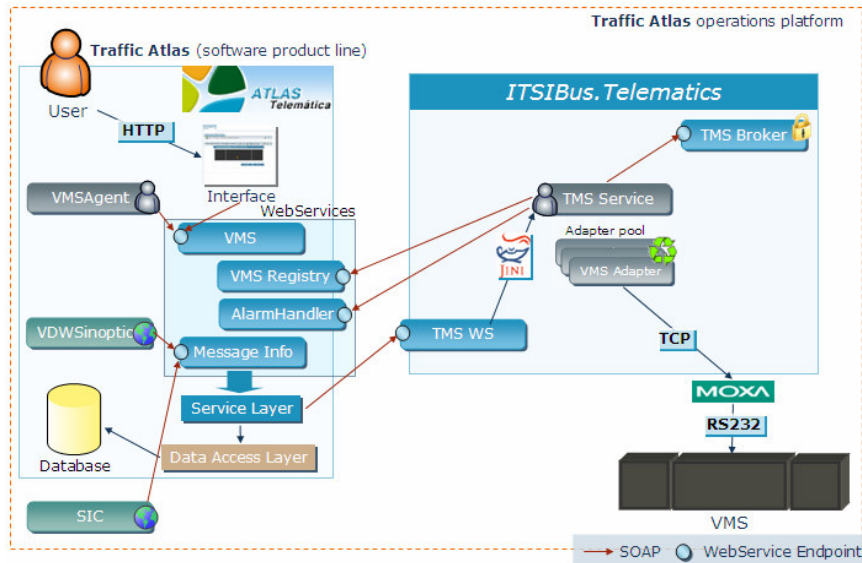 Traffic Atlas operations platform
Traffic Atlas (software product line)
User
ATLAS
Telemática
HTTP
Interface
VMSAgent
WebServices
VMS
VMS Registry
AlarmHandler
VDWSinoptic
Message Info
Service Layer
Database
Data Access Layer
SIC
ITSIBus.Telematics
TMS Broker
TMS Service
Adapter pool
VMS Adapter
JINI
TMS WS
TCP
MOXA
RS232
VMS
SOAP
WebService Endpoint